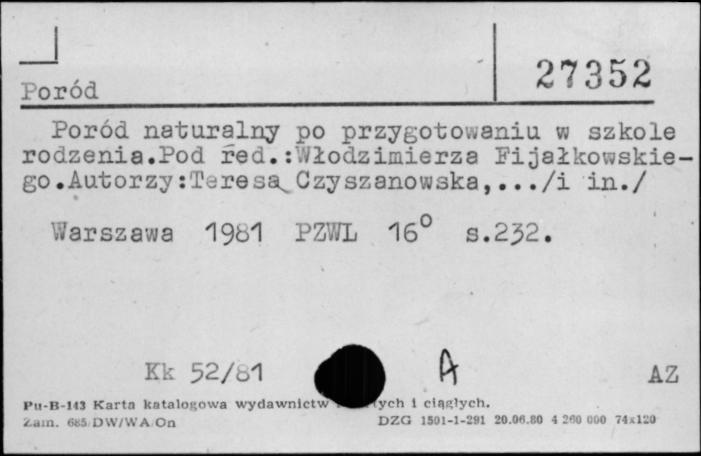 27352
Poród
Poród naturalny po przygotowaniu w szkole
rodzenia.Pod red.:Włodzimierza Fijałkowskie-
go.Autorzy:Teresa Czyszanowska,.../i in./
Warszawa 1981 PZWL 16° s.232.
Kk 52/81 A AZ
Pu-B-143 Karta katalogowa wydawnictw tych i ciągłych.
Zam. 685/DW/WA/On DZG 1501-1-291 20.06.80 4 260 000 74x120